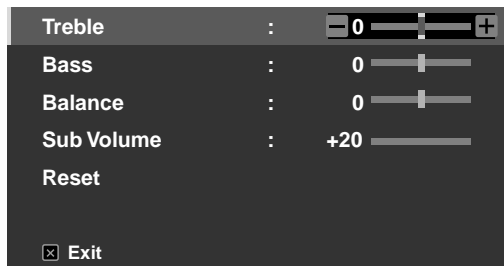 Treble : 0
Bass : 0
Balance : 0
Sub Volume : +20
Reset
Exit